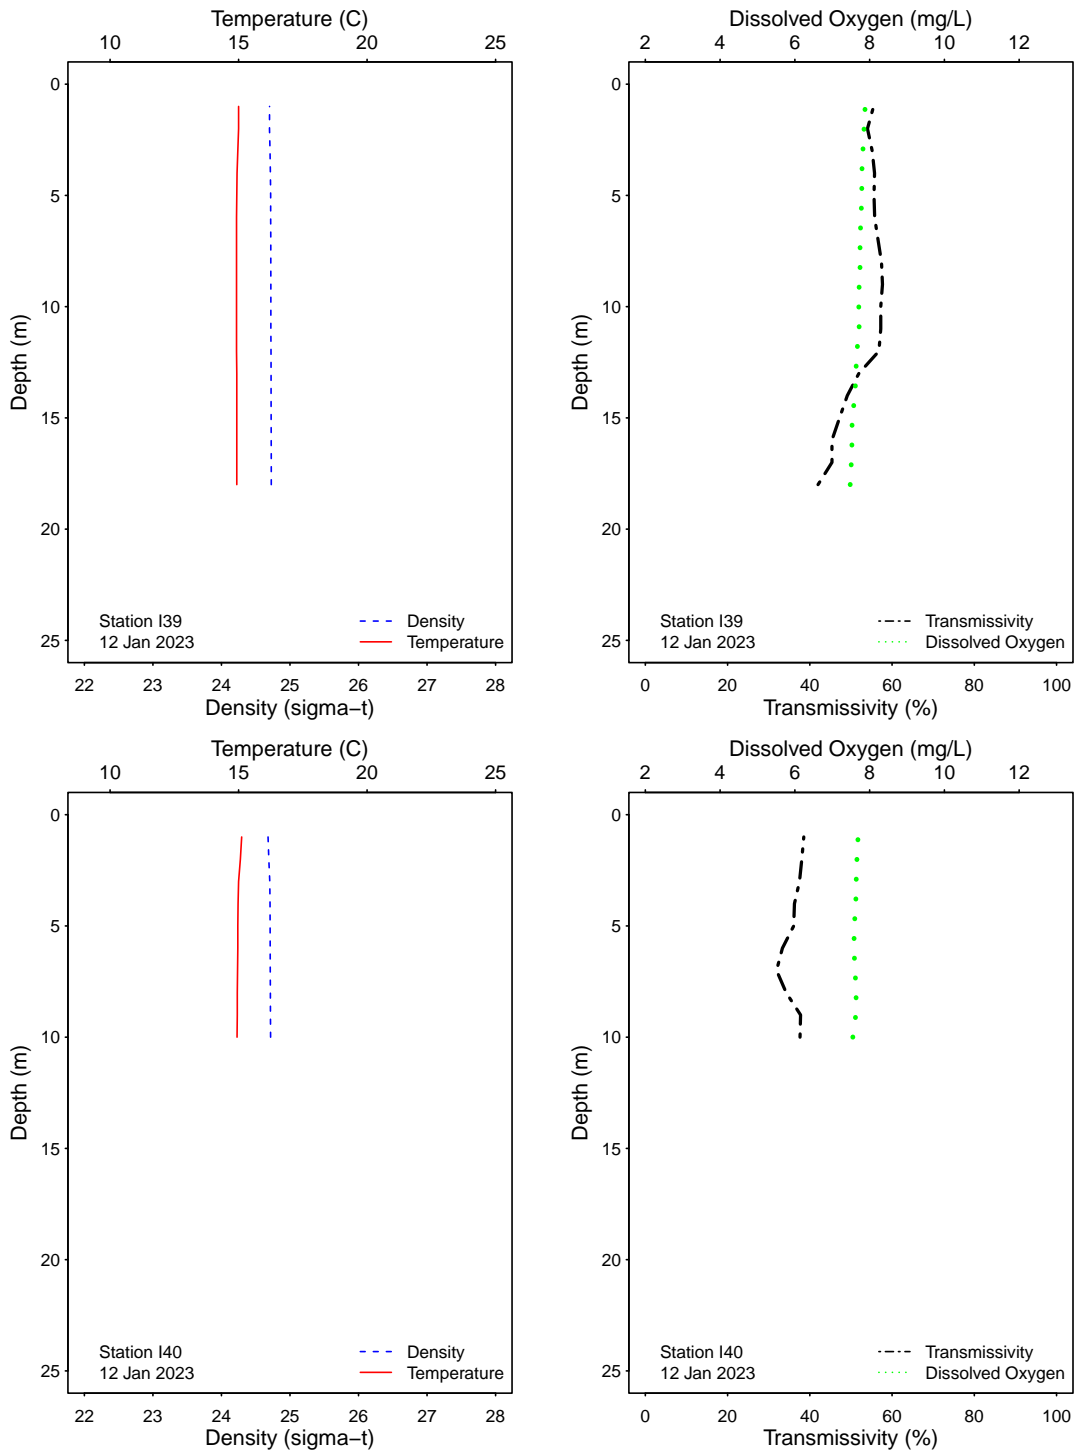 Temperature (C)
10 15 20 25
0
5
10
15
20
25
Depth (m)
Station I39
12 Jan 2023
Density
Temperature
22 23 24 25 26 27 28
Density (sigma−t)
Dissolved Oxygen (mg/L)
2 4 6 8 10 12
0
5
10
15
20
25
Depth (m)
Station I39
12 Jan 2023
Transmissivity
Dissolved Oxygen
0 20 40 60 80 100
Transmissivity (%)
Temperature (C)
10 15 20 25
0
5
10
15
20
25
Depth (m)
Station I40
12 Jan 2023
Density
Temperature
22 23 24 25 26 27 28
Density (sigma−t)
Dissolved Oxygen (mg/L)
2 4 6 8 10 12
0
5
10
15
20
25
Depth (m)
Station I40
12 Jan 2023
Transmissivity
Dissolved Oxygen
0 20 40 60 80 100
Transmissivity (%)